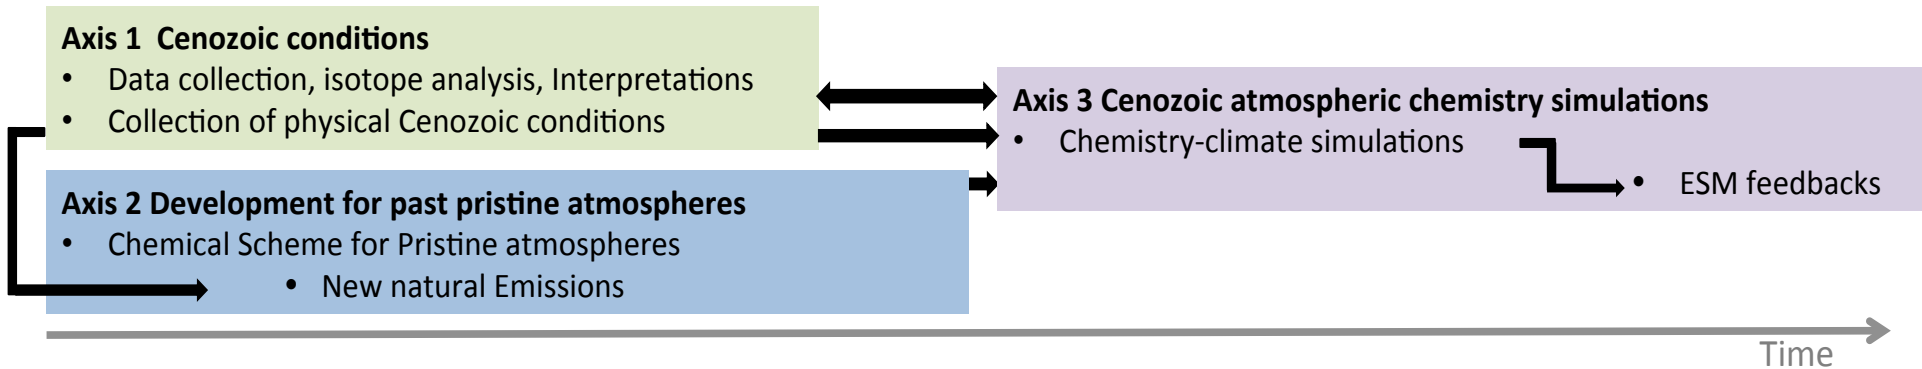 Axis 1  Cenozoic conditions
• Data collection, isotope analysis, Interpretations
• Collection of physical Cenozoic conditions
Axis 2 Development for past pristine atmospheres
• Chemical Scheme for Pristine atmospheres
• New natural Emissions
Axis 3 Cenozoic atmospheric chemistry simulations
• Chemistry-climate simulations
• ESM feedbacks
Time